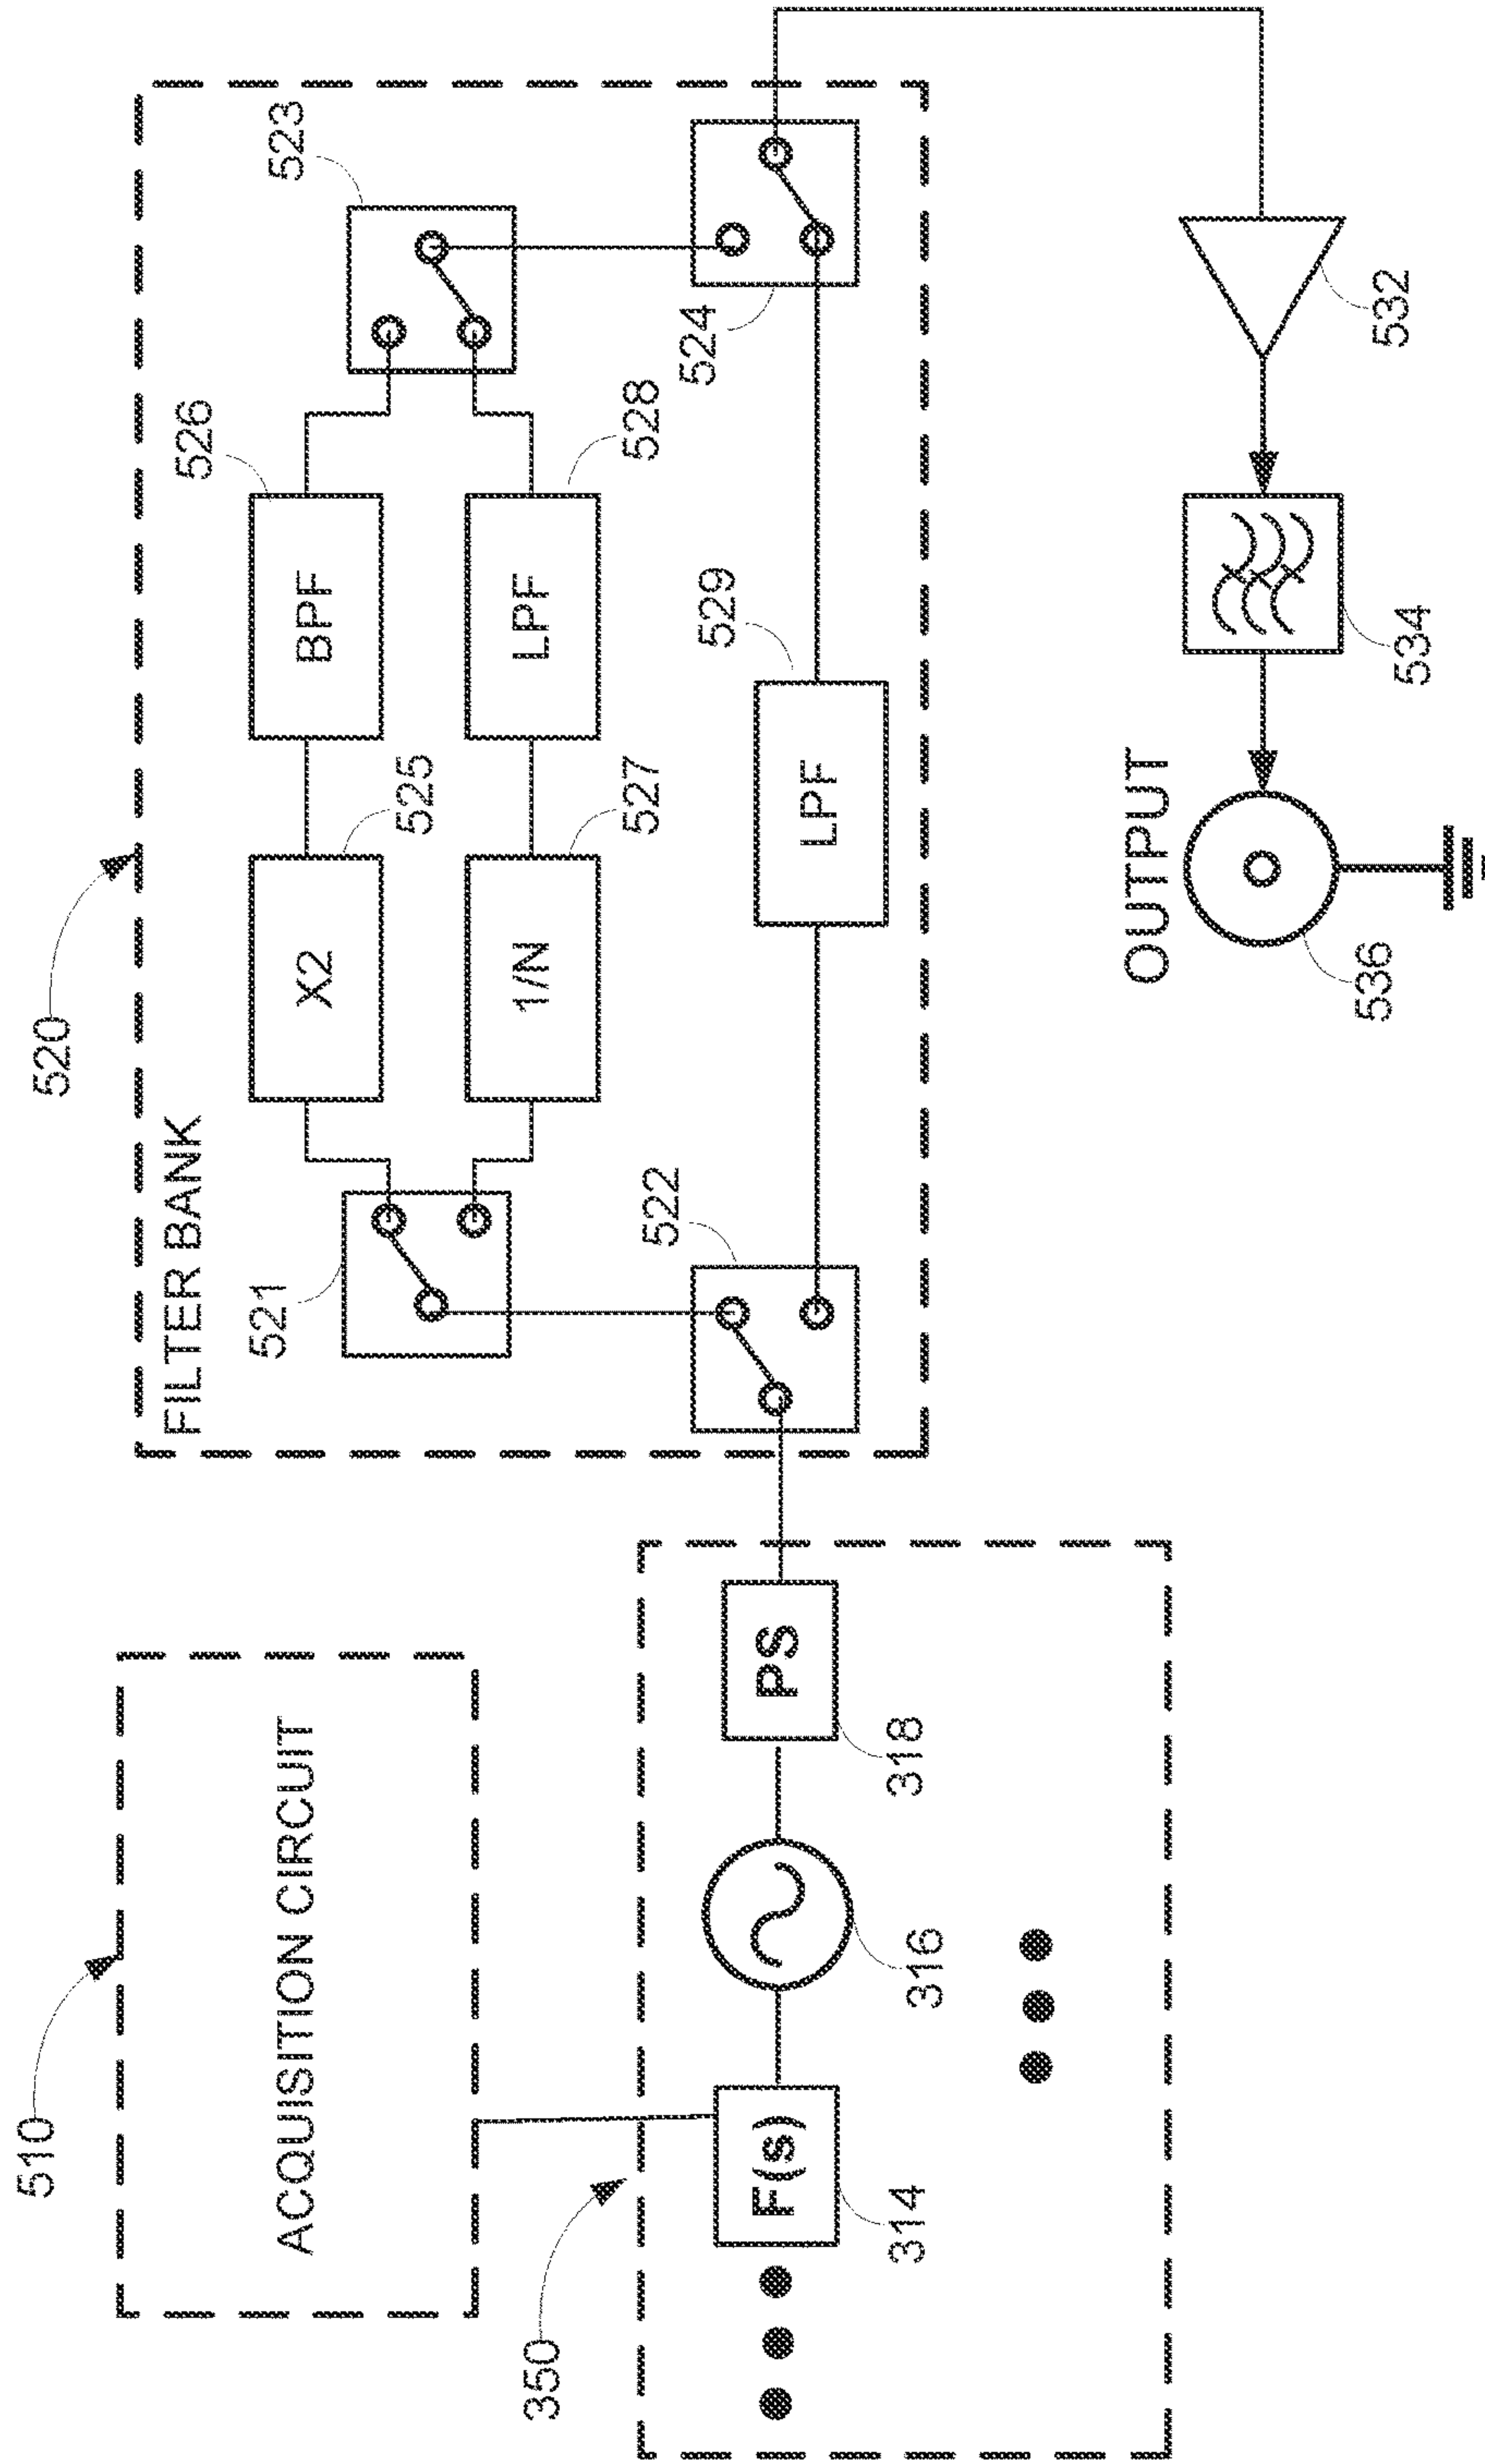 510
ACQUISITION CIRCUIT
350
F(s)
314
316
PS
318
520
FILTER BANK
521
522
X2
525
BPF
526
1/N
527
LPF
528
LPF
529
523
524
OUTPUT
536
534
532